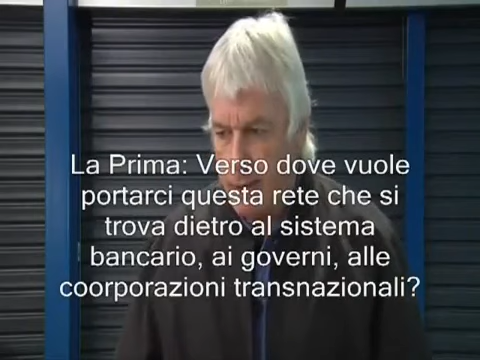 La Prima: Verso dove vuole
portarci questa rete che si
trova dietro al sistema
bancario, ai governi, alle
coorporazioni transnazionali?